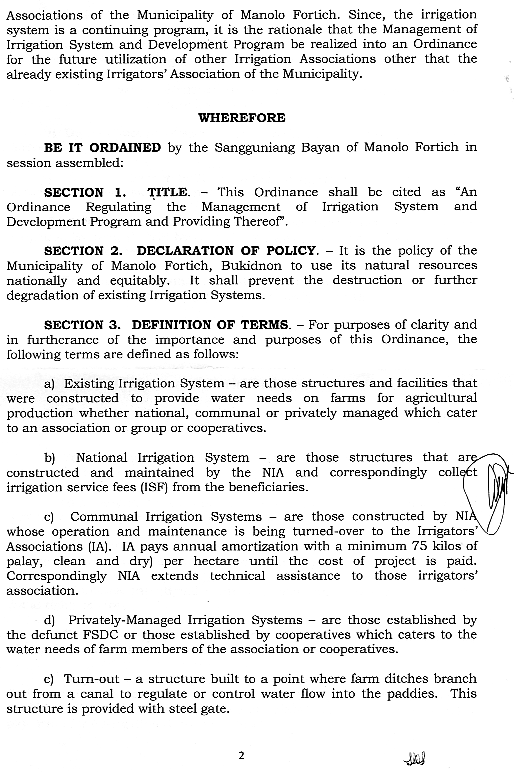 Associations of the Municipality of Manolo Fortich. Since, the irrigation
system is a continuing program, it is the rationale that the Management of
Irrigation System and Development Program be realized into an Ordinance
for the future utilization of other Irrigation Associations other that the
already existing Irrigators' Association of the Municipality.
WHEREFORE
BE IT ORDAINED by the Sangguniang Bayan of Manolo Fortich in
session assembled:
SECTION 1. TITLE. – This Ordinance shall be cited as "An
Ordinance Regulating the Management of Irrigation System and
Development Program and Providing Thereof".
SECTION 2. DECLARATION OF POLICY. – It is the policy of the
Municipality of Manolo Fortich, Bukidnon to use its natural resources
nationally and equitably. It shall prevent the destruction or further
degradation of existing Irrigation Systems.
SECTION 3. DEFINITION OF TERMS. – For purposes of clarity and
in furtherance of the importance and purposes of this Ordinance, the
following terms are defined as follows:
a) Existing Irrigation System – are those structures and facilities that
were constructed to provide water needs on farms for agricultural
production whether national, communal or privately managed which cater
to an association or group or cooperatives.
b) National Irrigation System – are those structures that are
constructed and maintained by the NIA and correspondingly collect
irrigation service fees (ISF) from the beneficiaries.
c) Communal Irrigation Systems – are those constructed by NIA
whose operation and maintenance is being turned-over to the Irrigators'
Associations (IA). IA pays annual amortization with a minimum 75 kilos of
palay, clean and dry) per hectare until the cost of project is paid.
Correspondingly NIA extends technical assistance to those irrigators'
association.
d) Privately-Managed Irrigation Systems – are those established by
the defunct FSDC or those established by cooperatives which caters to the
water needs of farm members of the association or cooperatives.
e) Turn-out – a structure built to a point where farm ditches branch
out from a canal to regulate or control water flow into the paddies. This
structure is provided with steel gate.
2